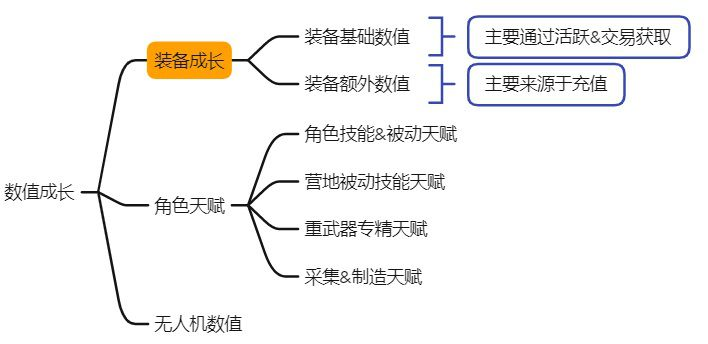 数值成长
装备成长
装备基础数值
主要通过活跃&交易获取
装备额外数值
主要来源于充值
角色天赋
角色技能&被动天赋
营地被动技能天赋
重武器专精天赋
采集&制造天赋
无人机数值